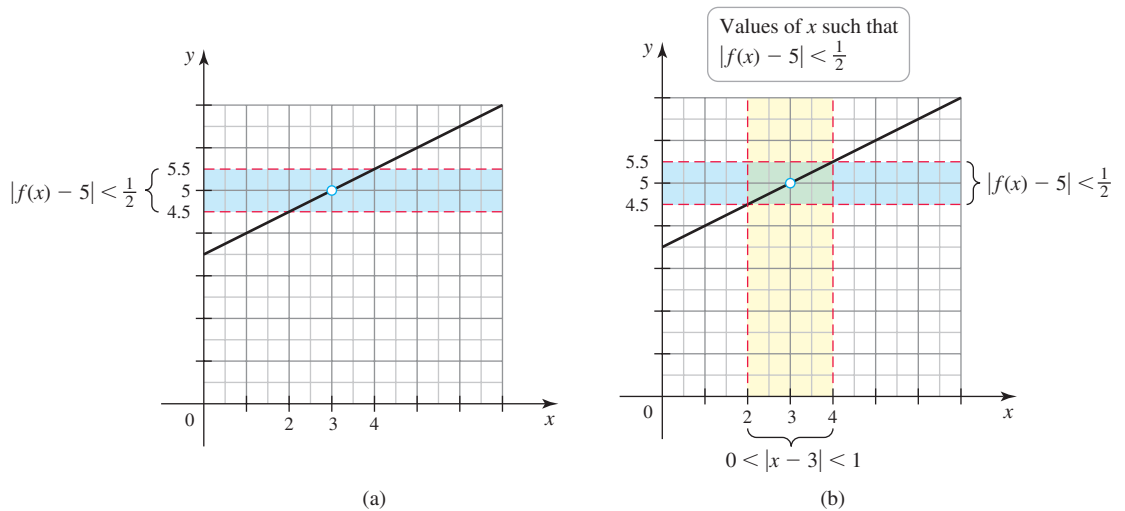 y
5.5
|f(x) − 5| < 1/2
5
4.5
0
2 3 4
x
(a)
Values of x such that
|f(x) − 5| < 1/2
y
5.5
5
|f(x) − 5| < 1/2
4.5
0
2 3 4
x
0 < |x − 3| < 1
(b)